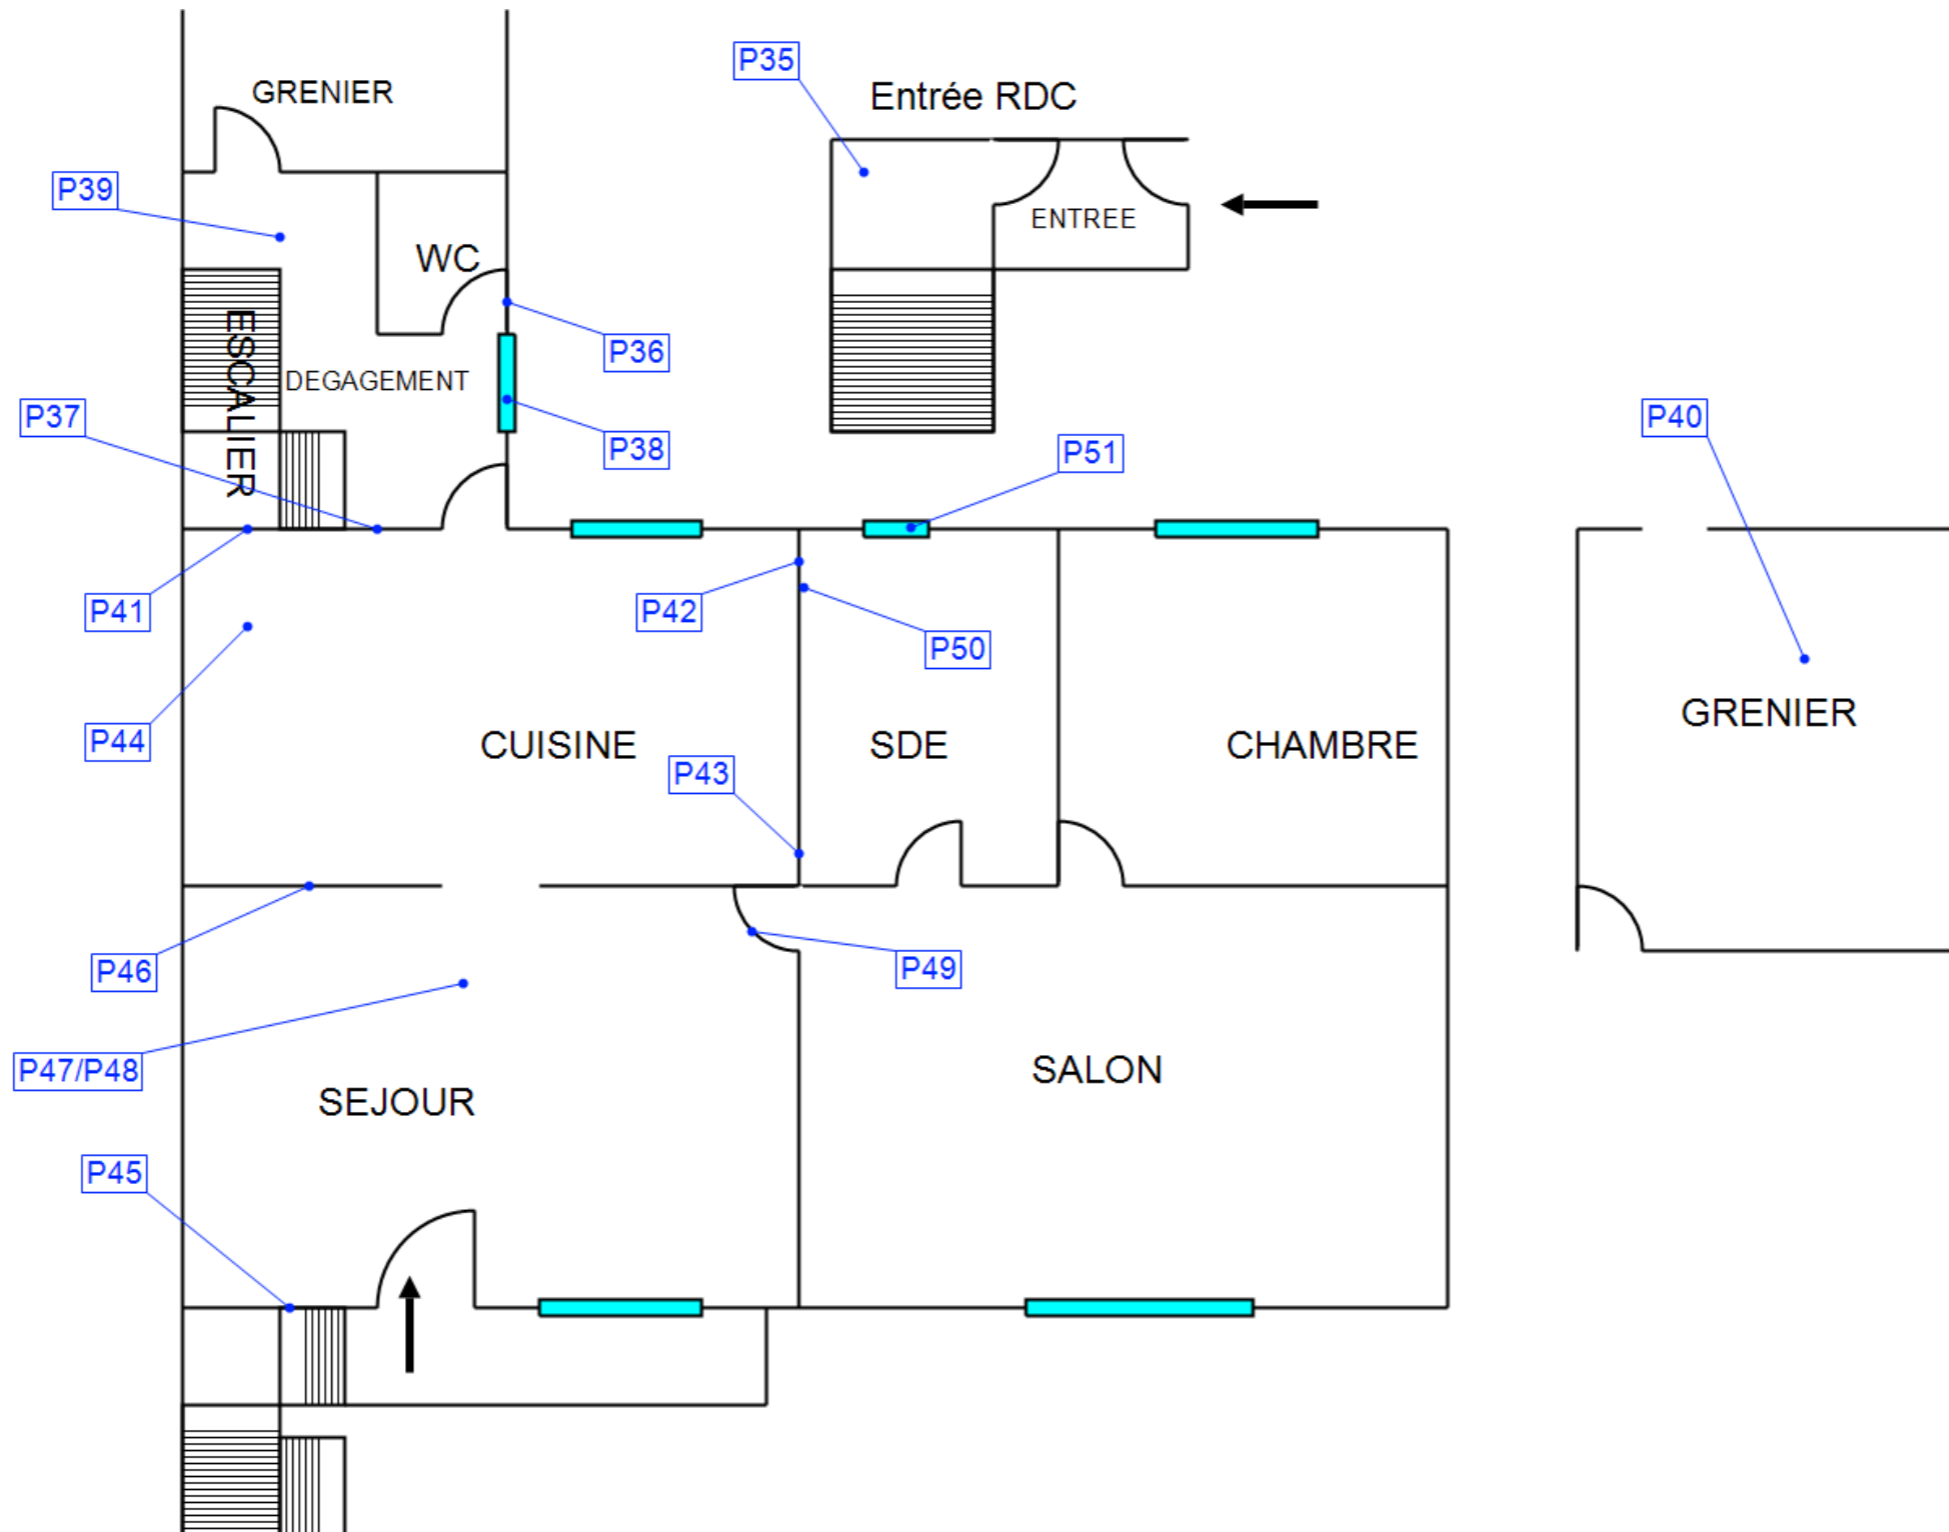 P35
GRENIER
Entrée RDC
P39
ENTREE
WC
P36
ESCALIER
DEGAGEMENT
P37
P38
P51
P40
P41
P42
P50
GRENIER
P44
CUISINE
SDE
CHAMBRE
P43
P46
P49
P47/P48
SALON
SEJOUR
P45